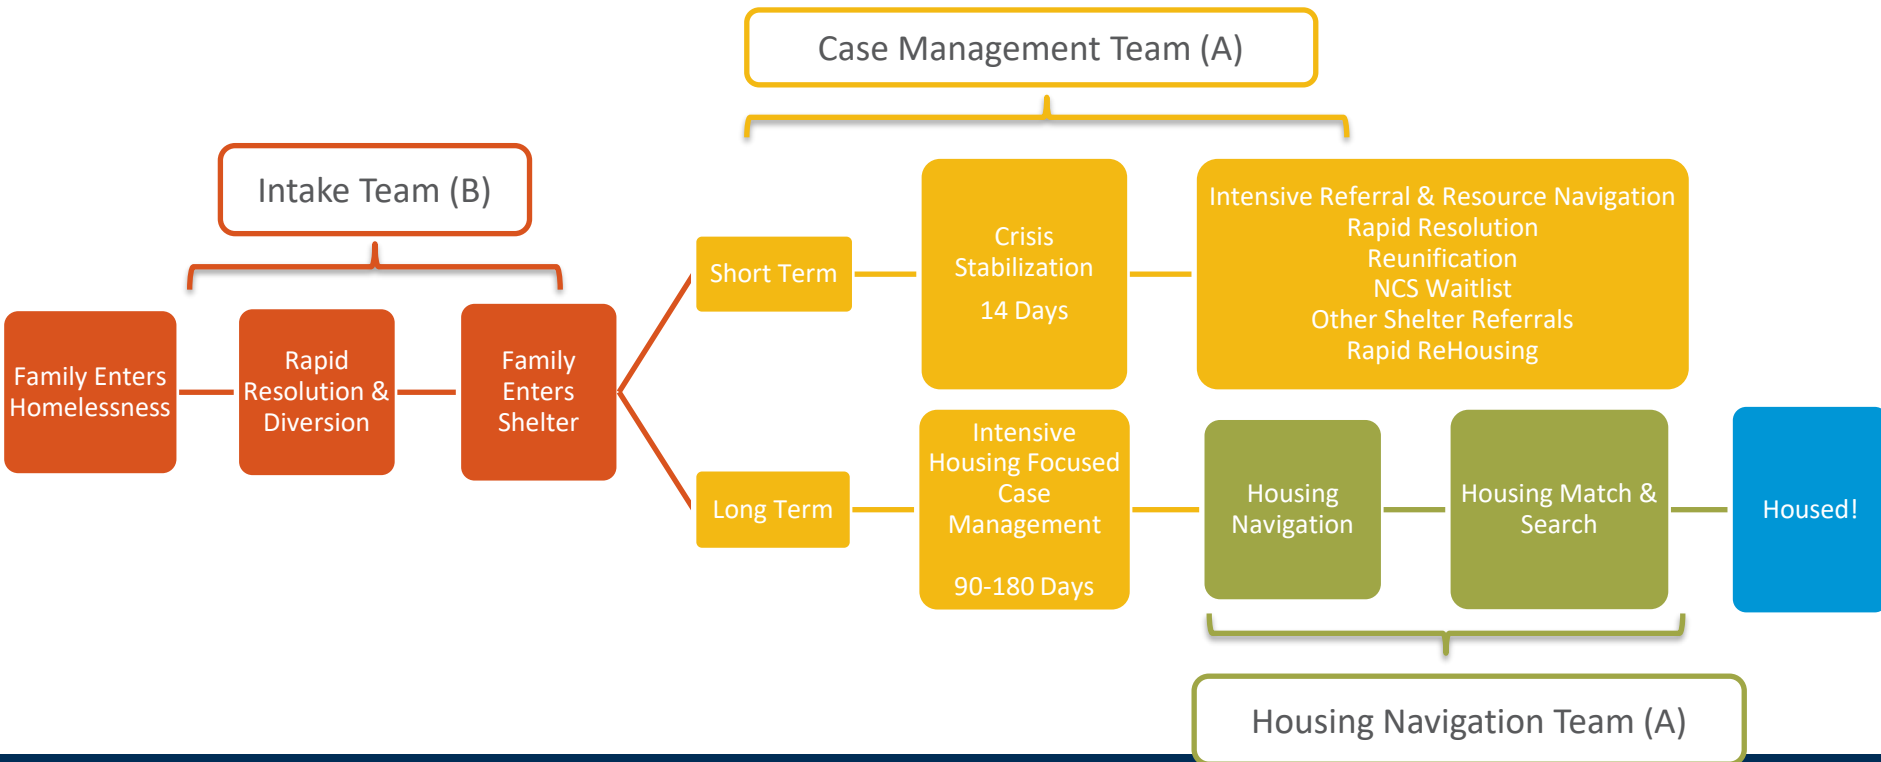 Case Management Team (A)
Intake Team (B)
Family Enters
Homelessness
Rapid
Resolution &
Diversion
Family
Enters
Shelter
Short Term
Crisis
Stabilization
14 Days
Intensive Referral & Resource Navigation
Rapid Resolution
Reunification
NCS Waitlist
Other Shelter Referrals
Rapid ReHousing
Long Term
Intensive
Housing Focused
Case
Management
90-180 Days
Housing
Navigation
Housing Match &
Search
Housed!
Housing Navigation Team (A)